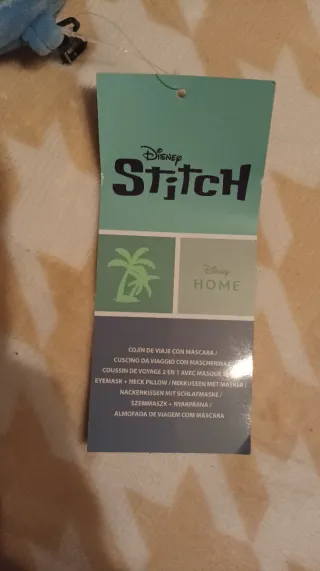 Disney
Stitch
Disney
HOME
COJÍN DE VIAJE CON MÁSCARA /
CUSCINO DA VIAGGIO CON MASCHERINA
COUSSIN DE VOYAGE 2 EN 1 AVEC MASQUE
EYEMASK + NECK PILLOW / NEKKUSSEN MET MASKER /
NACKENKISSEN MIT SCHLAFMASKE /
SZEMMASZK + NYAKPÁRNA /
ALMOFADA DE VIAGEM COM MÁSCARA